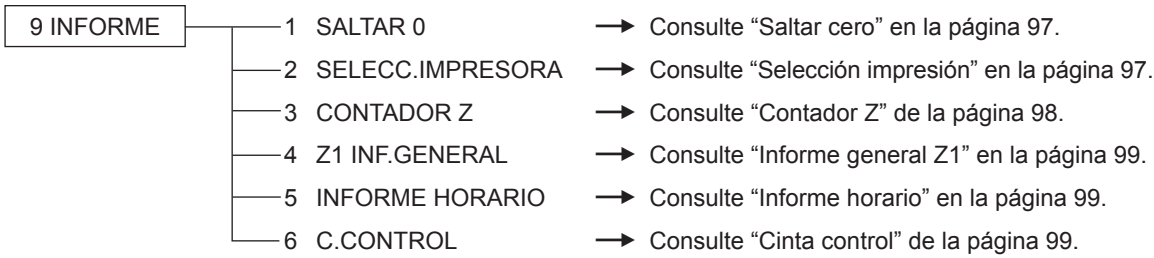 9 INFORME 1 SALTAR 0 Consulte “Saltar cero” en la página 97.
2 SELECC.IMPRESORA Consulte “Selección impresión” en la página 97.
3 CONTADOR Z Consulte “Contador Z” de la página 98.
4 Z1 INF.GENERAL Consulte “Informe general Z1” en la página 99.
5 INFORME HORARIO Consulte “Informe horario” en la página 99.
6 C.CONTROL Consulte “Cinta control” de la página 99.